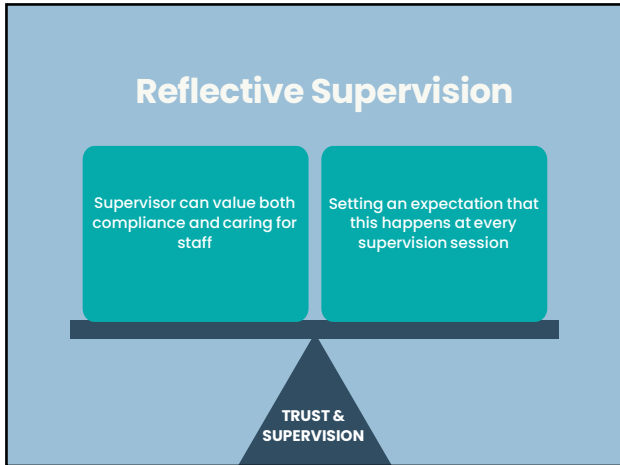 Reflective Supervision
Supervisor can value both
compliance and caring for
staff
Setting an expectation that
this happens at every
supervision session
TRUST &
SUPERVISION